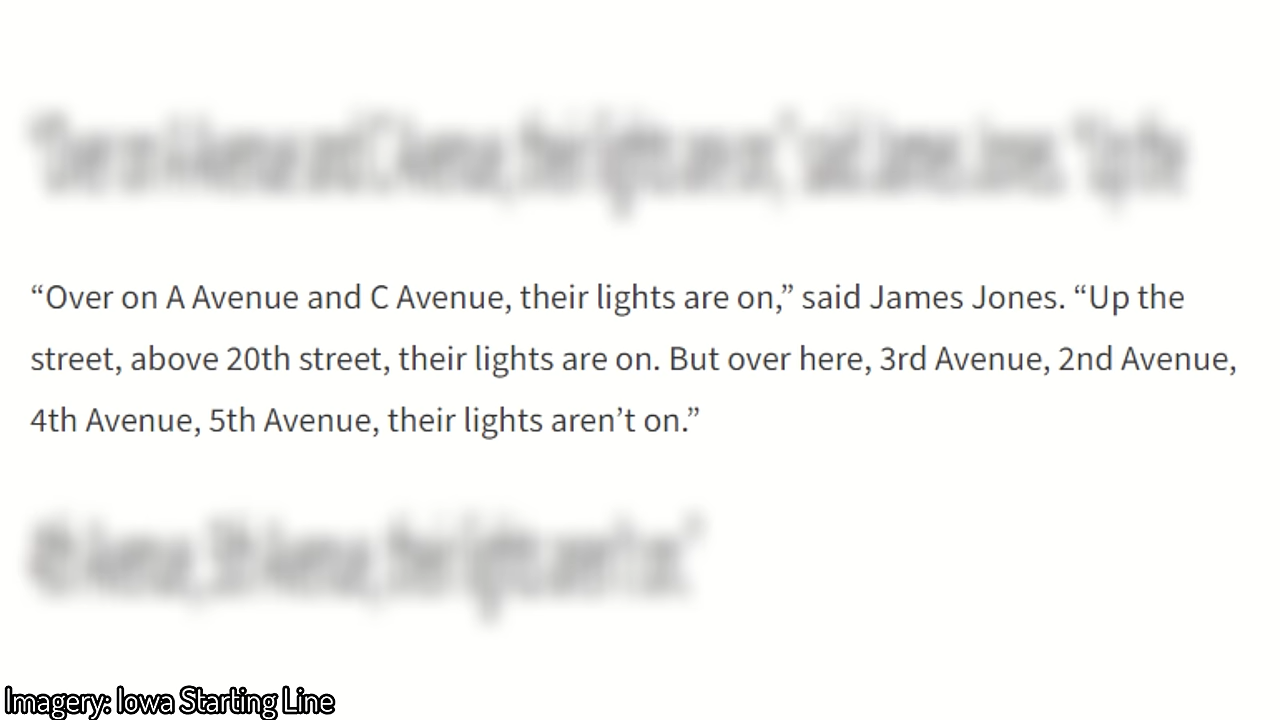 “Over on A Avenue and C Avenue, their lights are on,” said James Jones. “Up the
street, above 20th street, their lights are on. But over here, 3rd Avenue, 2nd Avenue,
4th Avenue, 5th Avenue, their lights aren’t on.”
Imagery: Iowa Starting Line